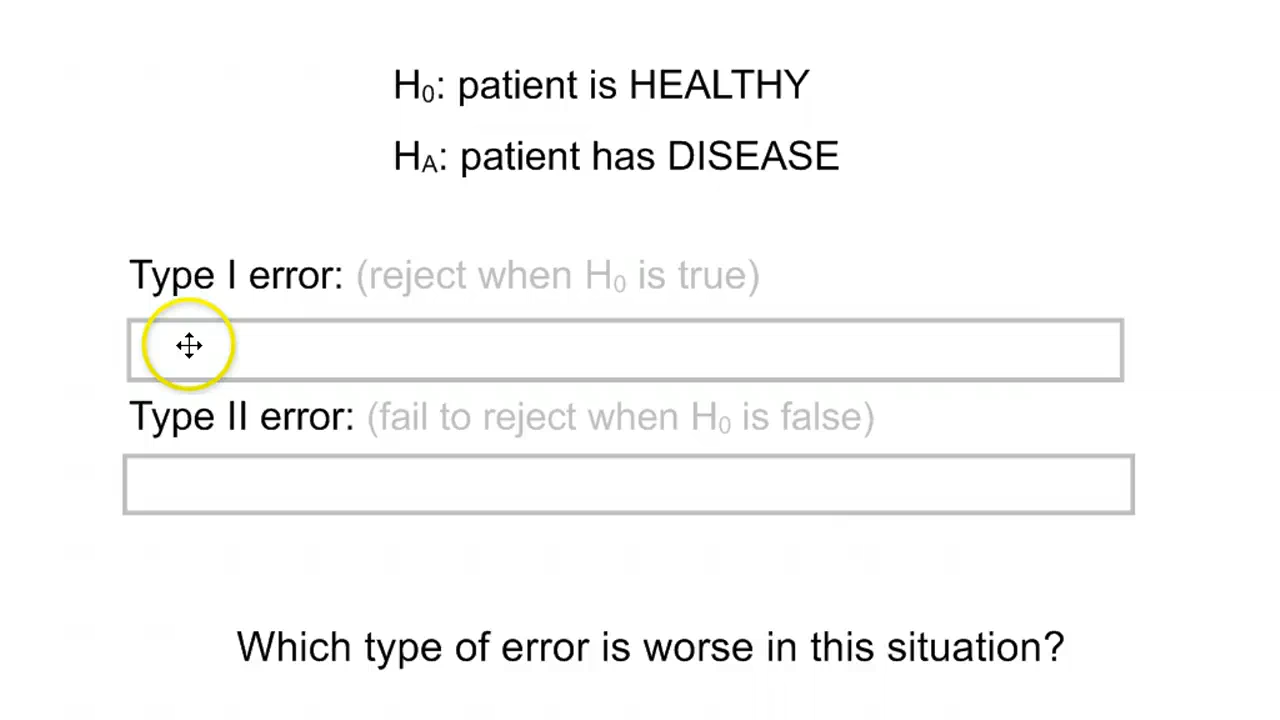 H₀: patient is HEALTHY
Hᴀ: patient has DISEASE
Type I error: (reject when H₀ is true)
Type II error: (fail to reject when H₀ is false)
Which type of error is worse in this situation?